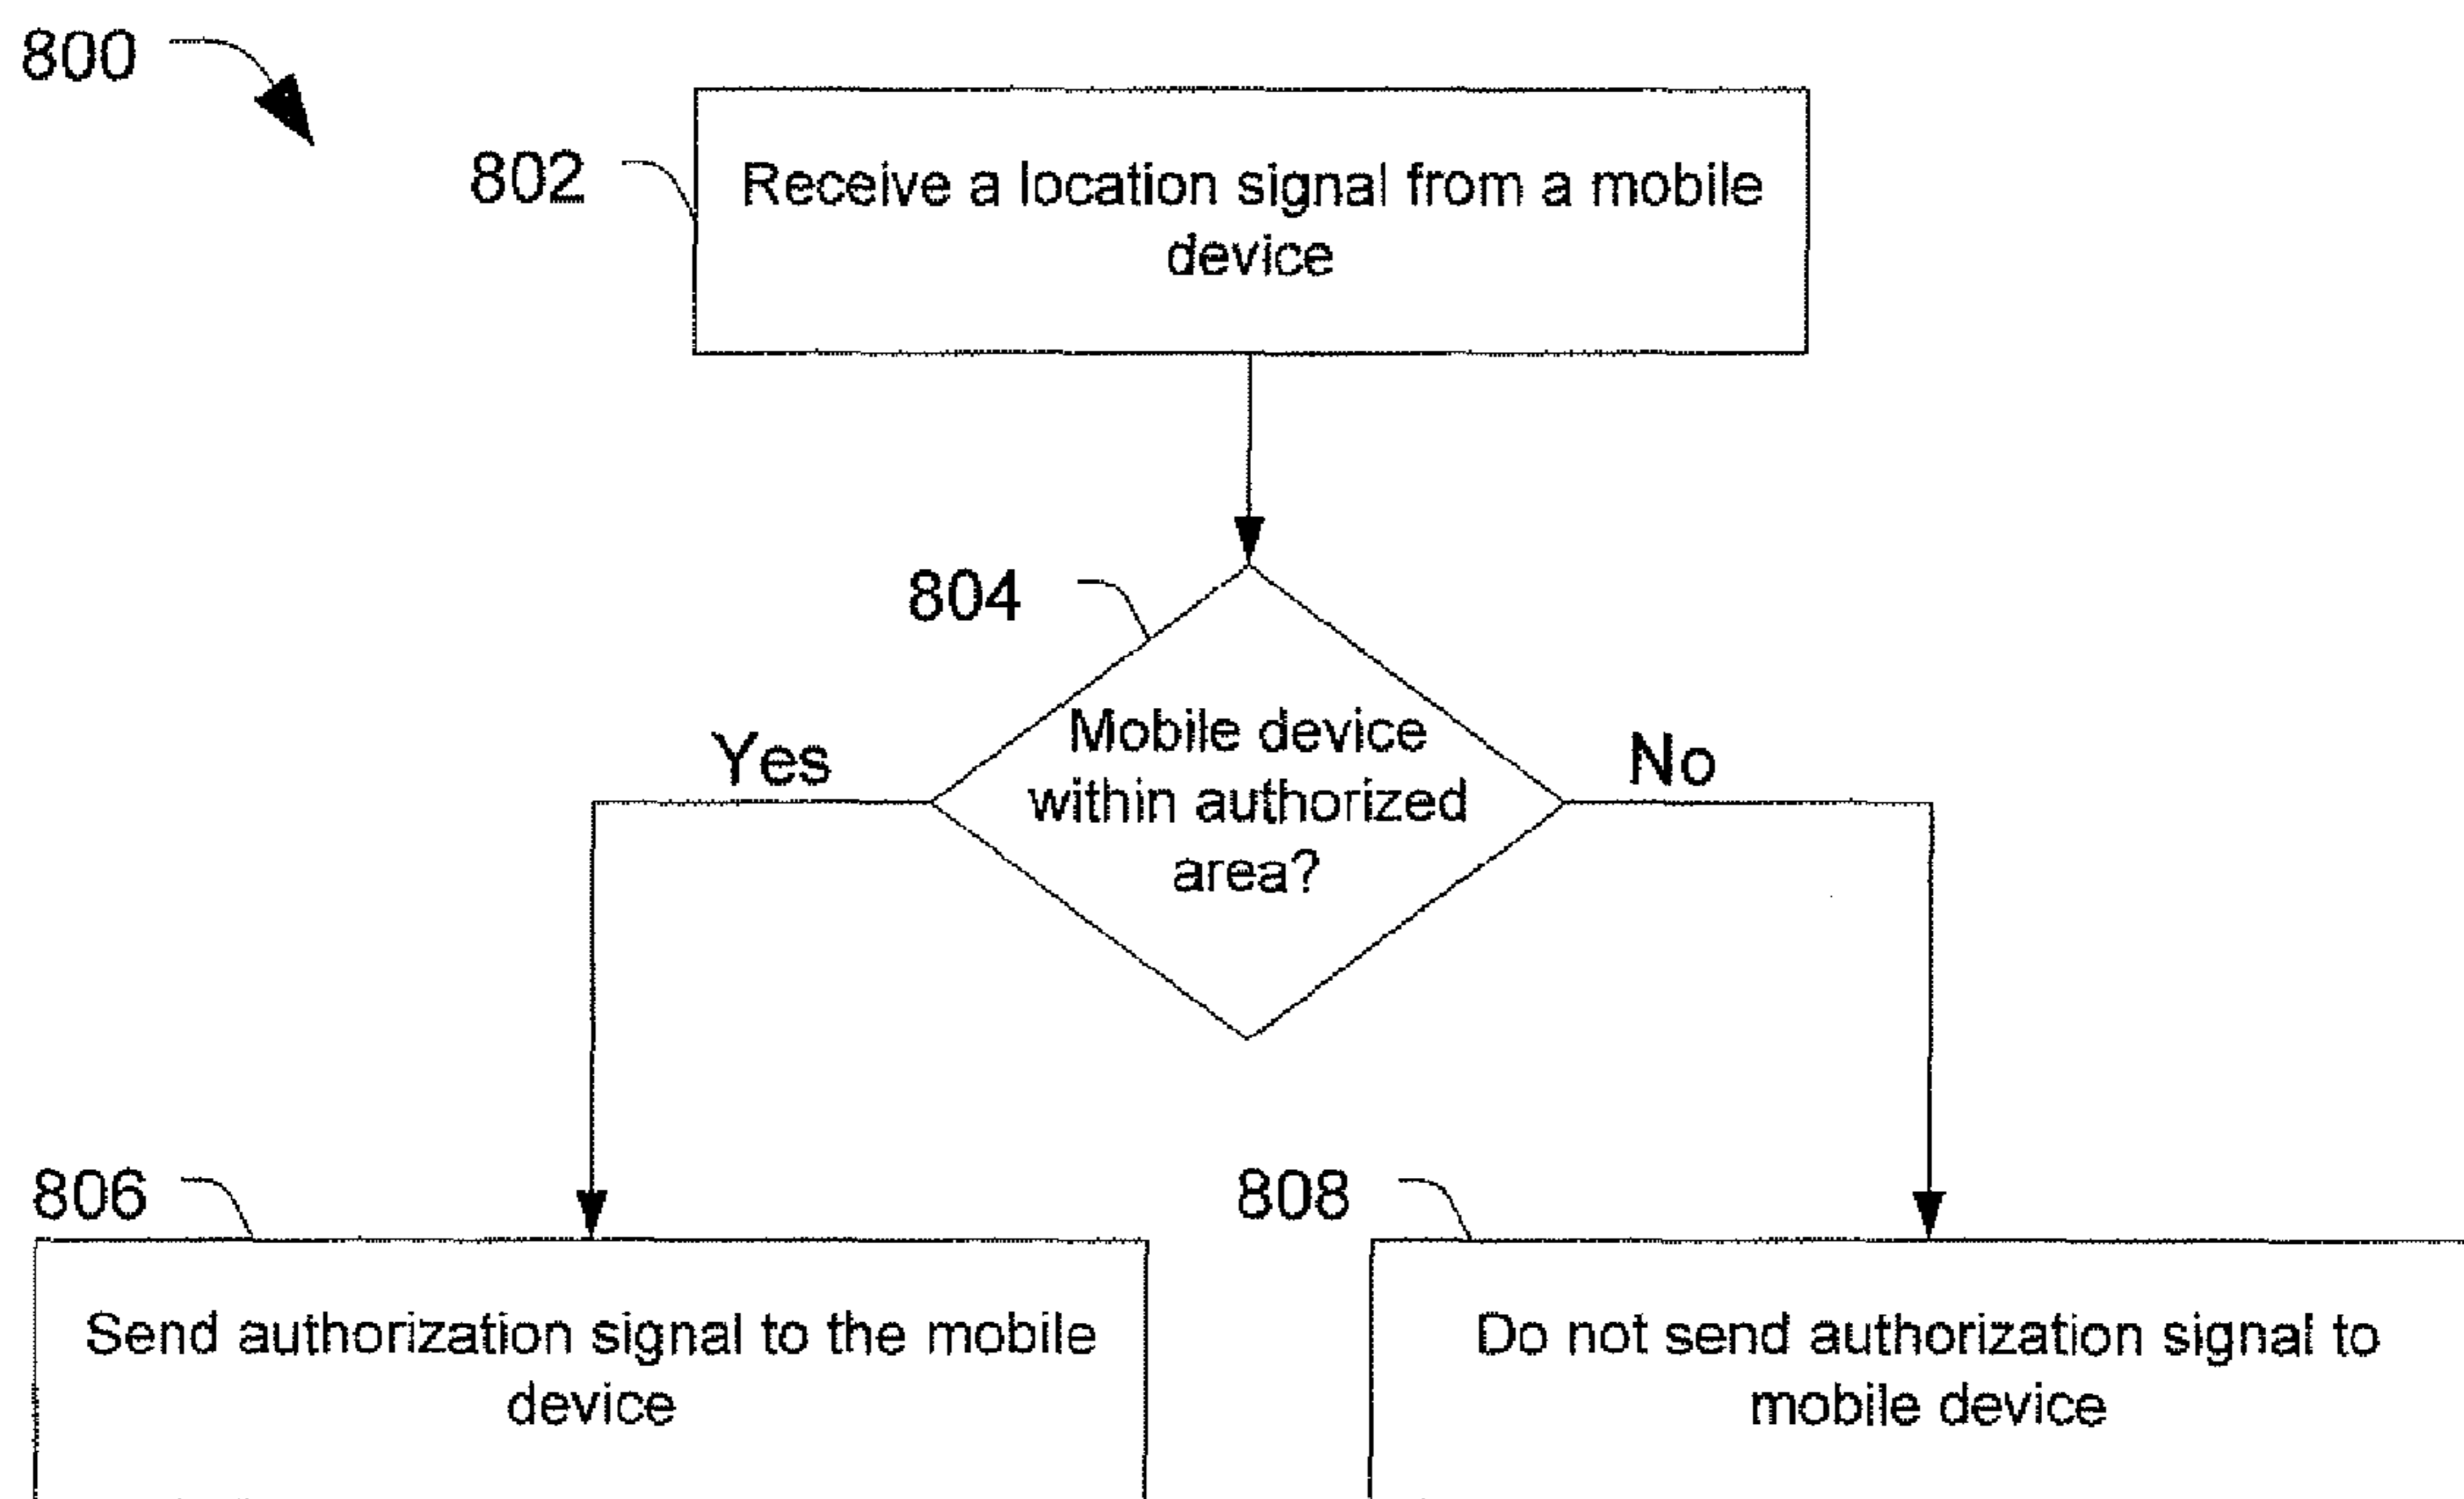 800
802
Receive a location signal from a mobile
device
804
Mobile device
within authorized
area?
Yes
No
806
Send authorization signal to the mobile
device
808
Do not send authorization signal to
mobile device